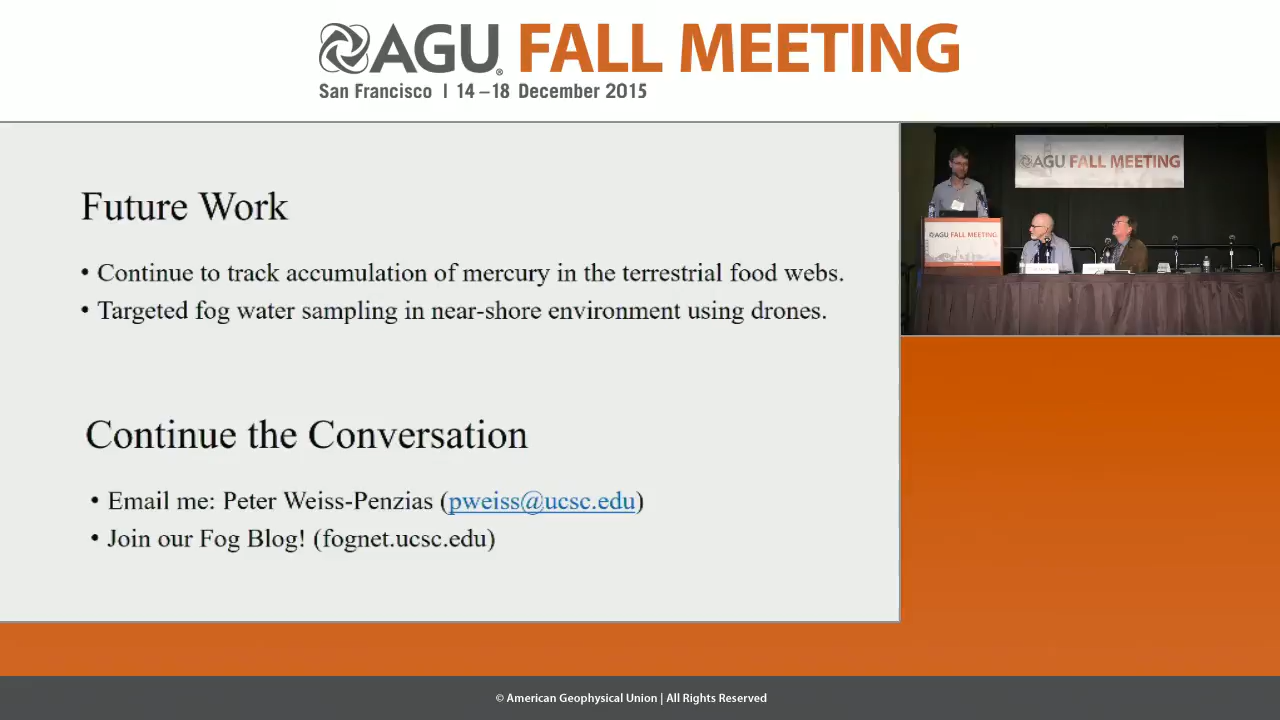 AGU FALL MEETING
San Francisco | 14 – 18 December 2015
Future Work
• Continue to track accumulation of mercury in the terrestrial food webs.
• Targeted fog water sampling in near-shore environment using drones.
Continue the Conversation
• Email me: Peter Weiss-Penzias (pweiss@ucsc.edu)
• Join our Fog Blog! (fognet.ucsc.edu)
AGU FALL MEETING
AGU FALL MEETING
© American Geophysical Union | All Rights Reserved